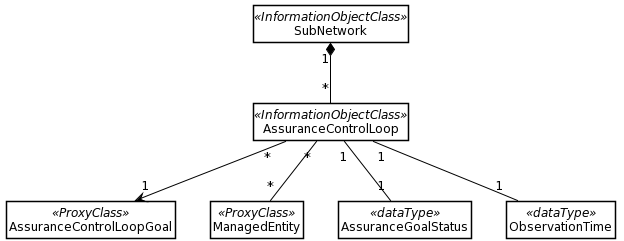 «InformationObjectClass»
SubNetwork
1
*
«InformationObjectClass»
AssuranceControlLoop
* * 1 1
1 * 1 1
«ProxyClass» «ProxyClass» «dataType» «dataType»
AssuranceControlLoopGoal ManagedEntity AssuranceGoalStatus ObservationTime